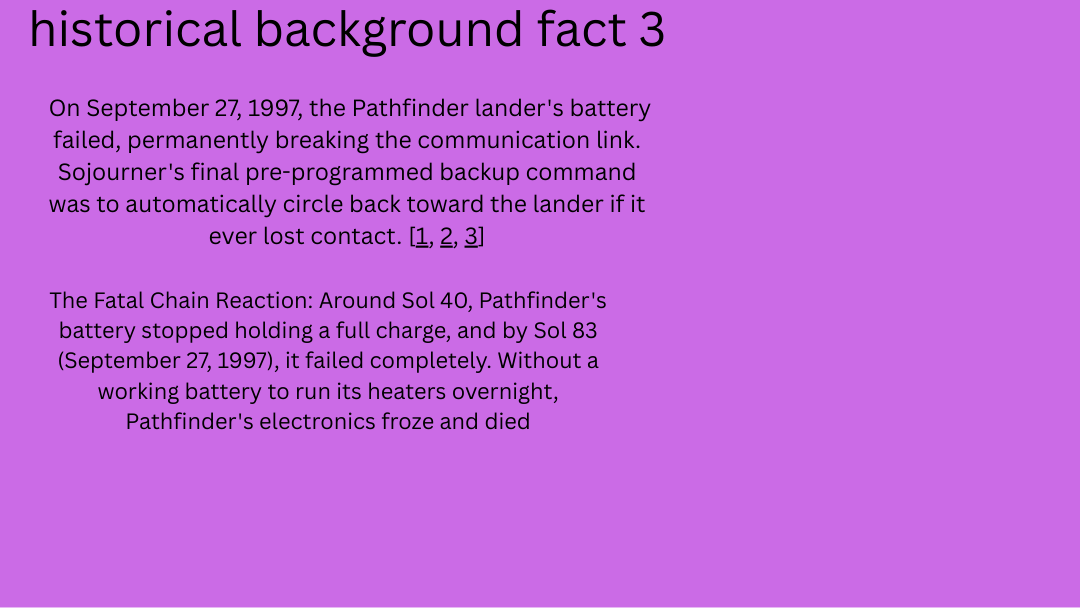 historical background fact 3
On September 27, 1997, the Pathfinder lander's battery
failed, permanently breaking the communication link.
Sojourner's final pre-programmed backup command
was to automatically circle back toward the lander if it
ever lost contact. [1, 2, 3]
The Fatal Chain Reaction: Around Sol 40, Pathfinder's
battery stopped holding a full charge, and by Sol 83
(September 27, 1997), it failed completely. Without a
working battery to run its heaters overnight,
Pathfinder's electronics froze and died